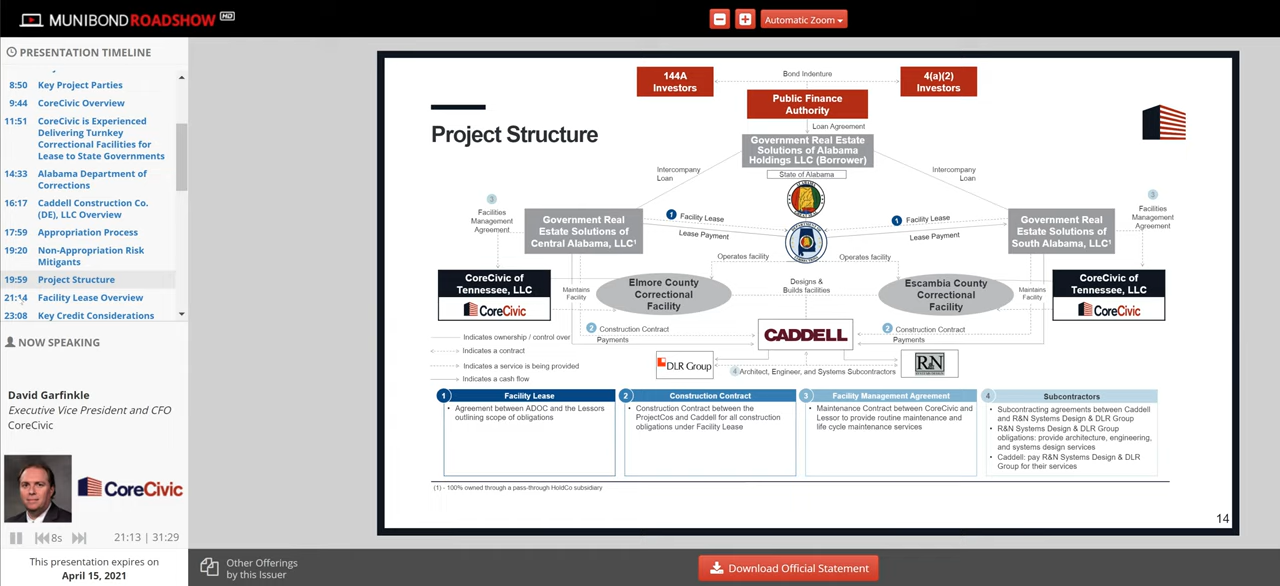 MUNIBOND ROADSHOW HD
Automatic Zoom
PRESENTATION TIMELINE
8:50 Key Project Parties
9:44 CoreCivic Overview
11:51 CoreCivic is Experienced
Delivering Turnkey
Correctional Facilities for
Lease to State Governments
14:33 Alabama Department of
Corrections
16:17 Caddell Construction Co.
(DE), LLC Overview
17:59 Appropriation Process
19:20 Non-Appropriation Risk
Mitigants
19:59 Project Structure
21:14 Facility Lease Overview
23:08 Key Credit Considerations
NOW SPEAKING
David Garfinkle
Executive Vice President and CFO
CoreCivic
CoreCivic
8s
21:13 | 31:29
This presentation expires on
April 15, 2021
Project Structure
144A
Investors
Bond Indenture
4(a)(2)
Investors
Public Finance
Authority
Loan Agreement
Government Real Estate
Solutions of Alabama
Holdings LLC (Borrower)
State of Alabama
Intercompany
Loan
Intercompany
Loan
3
Facilities
Management
Agreement
Government Real
Estate Solutions of
Central Alabama, LLC¹
1 Facility Lease
Lease Payment
1 Facility Lease
Lease Payment
Government Real
Estate Solutions of
South Alabama, LLC¹
3
Facilities
Management
Agreement
Operates facility
Operates facility
CoreCivic of
Tennessee, LLC
CoreCivic
Maintains
Facility
Elmore County
Correctional
Facility
Designs &
Builds facilities
Escambia County
Correctional
Facility
Maintains
Facility
CoreCivic of
Tennessee, LLC
CoreCivic
2 Construction Contract
Payments
CADDELL
2 Construction Contract
Payments
Indicates ownership / control over
Indicates a contract
Indicates a service is being provided
Indicates a cash flow
DLR Group
4 Architect, Engineer, and Systems Subcontractors
R&N
1 Facility Lease
• Agreement between ADOC and the Lessors
outlining scope of obligations
2 Construction Contract
• Construction Contract between the
ProjectCos and Caddell for all construction
obligations under Facility Lease
3 Facility Management Agreement
• Maintenance Contract between CoreCivic and
Lessor to provide routine maintenance and
life cycle maintenance services
4 Subcontractors
• Subcontracting agreements between Caddell
and R&N Systems Design & DLR Group
• R&N Systems Design & DLR Group
obligations: provide architecture, engineering,
and systems design services
• Caddell: pay R&N Systems Design & DLR
Group for their services
(1) - 100% owned through a pass-through HoldCo subsidiary
14
Other Offerings
by this Issuer
Download Official Statement